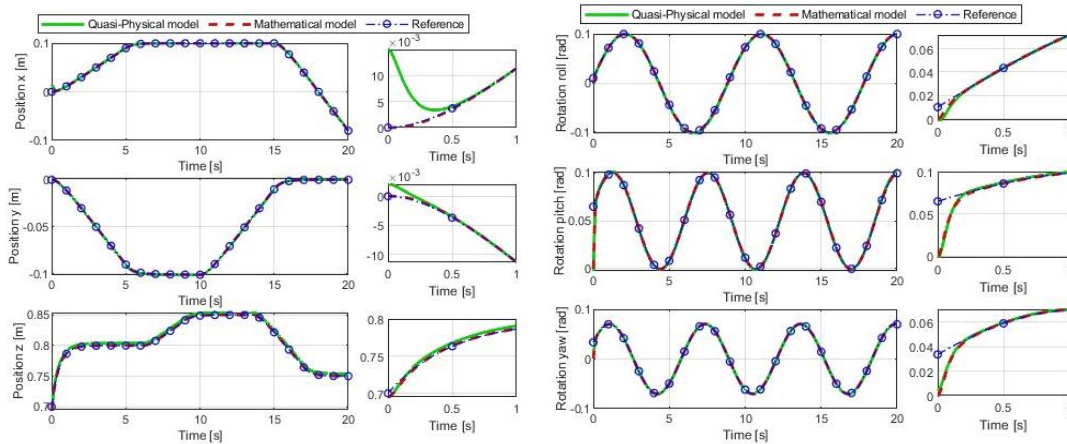 Quasi-Physical model Mathematical model Reference
Position x [m]
0.1
0
-0.1
0 5 10 15 20
Time [s]
×10⁻³
10
5
0
0 0.5 1
Time [s]
Position y [m]
0
-0.05
-0.1
0 5 10 15 20
Time [s]
×10⁻³
0
-5
-10
0 0.5 1
Time [s]
Position z [m]
0.85
0.8
0.75
0.7
0 5 10 15 20
Time [s]
0.8
0.75
0.7
0 0.5 1
Time [s]
Quasi-Physical model Mathematical model Reference
Rotation roll [rad]
0.1
0
-0.1
0 5 10 15 20
Time [s]
0.06
0.04
0.02
0
0 0.5
Time [s]
Rotation pitch [rad]
0.1
0.05
0
0 5 10 15 20
Time [s]
0.1
0.05
0
0 0.5
Time [s]
Rotation yaw [rad]
0.1
0
-0.1
0 5 10 15 20
Time [s]
0.06
0.04
0.02
0
0 0.5
Time [s]